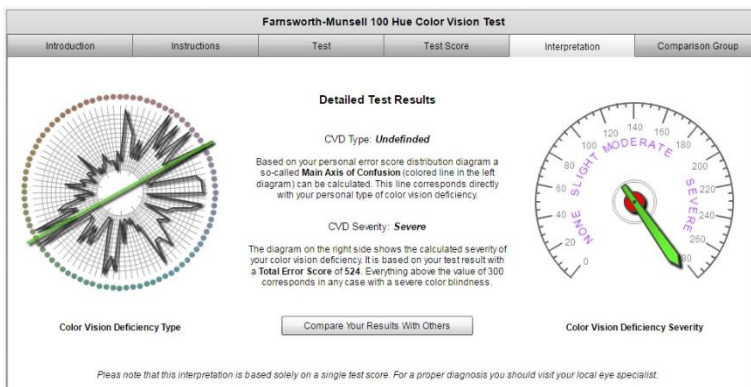 Farnsworth-Munsell 100 Hue Color Vision Test
Introduction
Instructions
Test
Test Score
Interpretation
Comparison Group
Detailed Test Results
CVD Type: Undefinded
Based on your personal error score distribution diagram a
so-called Main Axis of Confusion (colored line in the left
diagram) can be calculated. This line corresponds directly
with your personal type of color vision deficiency.
CVD Severity: Severe
The diagram on the right side shows the calculated severity of
your color vision deficiency. It is based on your test result with
a Total Error Score of 524. Everything above the value of 300
corresponds in any case with a severe color blindness.
0
20
40
60
80
100
120
140
160
180
200
220
240
260
NONE
SLIGHT
MODERATE
SEVERE
Color Vision Deficiency Type
Compare Your Results With Others
Color Vision Deficiency Severity
Pleas note that this interpretation is based solely on a single test score. For a proper diagnosis you should visit your local eye specialist.